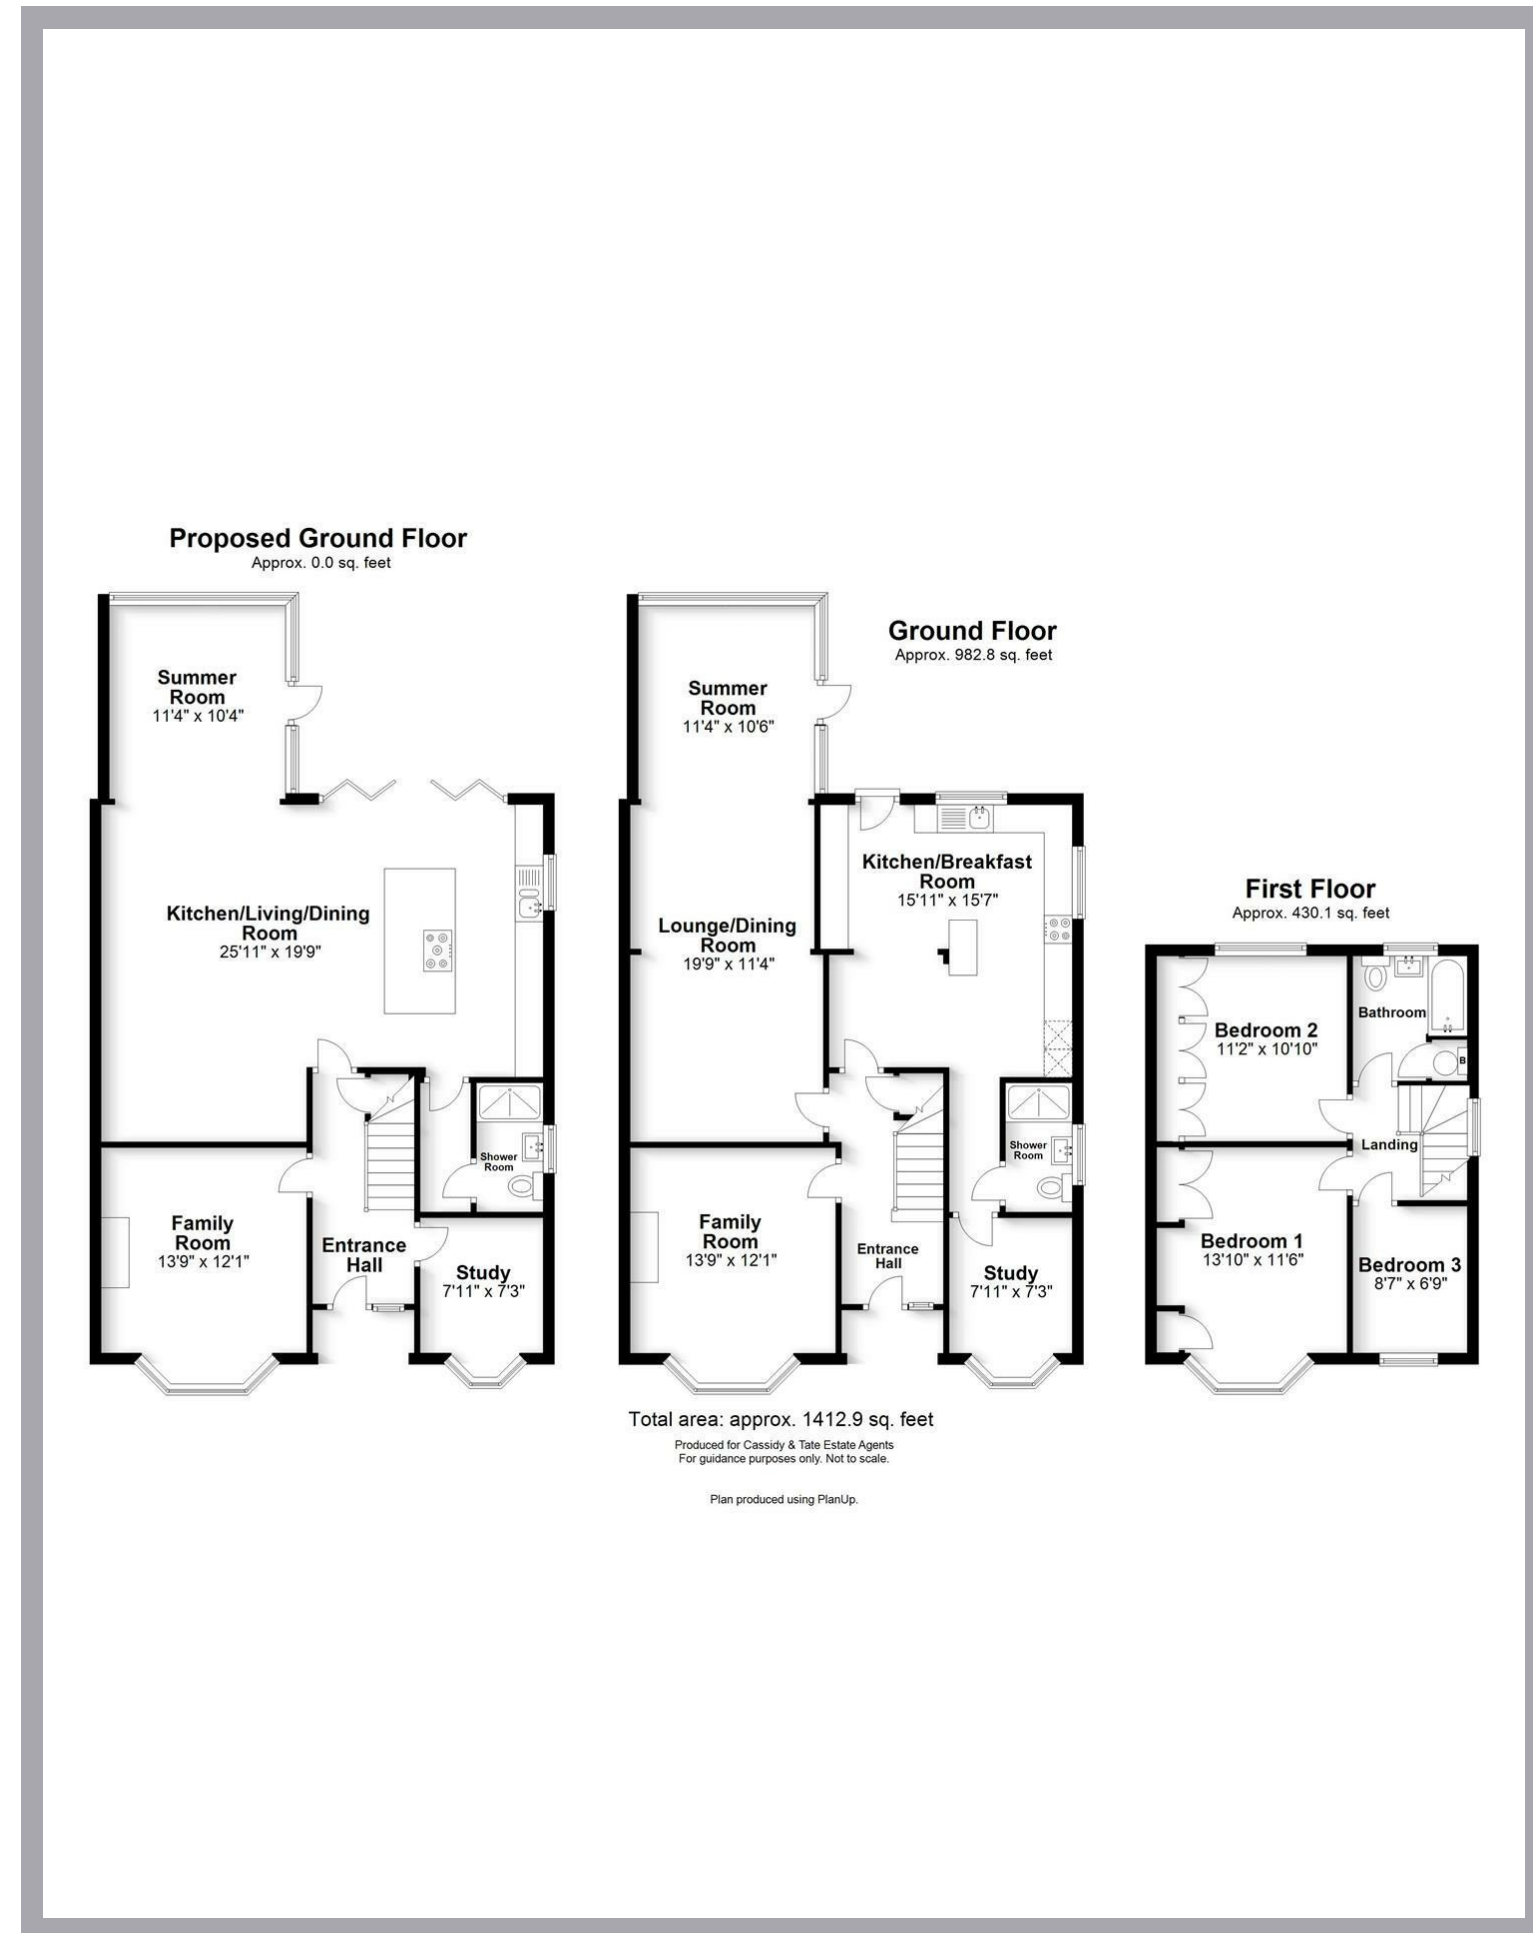 Proposed Ground Floor
Approx. 0.0 sq. feet
Summer
Room
11'4" x 10'4"
Kitchen/Living/Dining
Room
25'11" x 19'9"
Shower
Room
Family
Room
13'9" x 12'1"
Entrance
Hall
Study
7'11" x 7'3"
Ground Floor
Approx. 982.8 sq. feet
Summer
Room
11'4" x 10'6"
Kitchen/Breakfast
Room
15'11" x 15'7"
Lounge/Dining
Room
19'9" x 11'4"
Shower
Room
Family
Room
13'9" x 12'1"
Entrance
Hall
Study
7'11" x 7'3"
First Floor
Approx. 430.1 sq. feet
Bathroom
Bedroom 2
11'2" x 10'10"
B
Landing
Bedroom 1
13'10" x 11'6"
Bedroom 3
8'7" x 6'9"
Total area: approx. 1412.9 sq. feet
Produced for Cassidy & Tate Estate Agents
For guidance purposes only. Not to scale.
Plan produced using PlanUp.